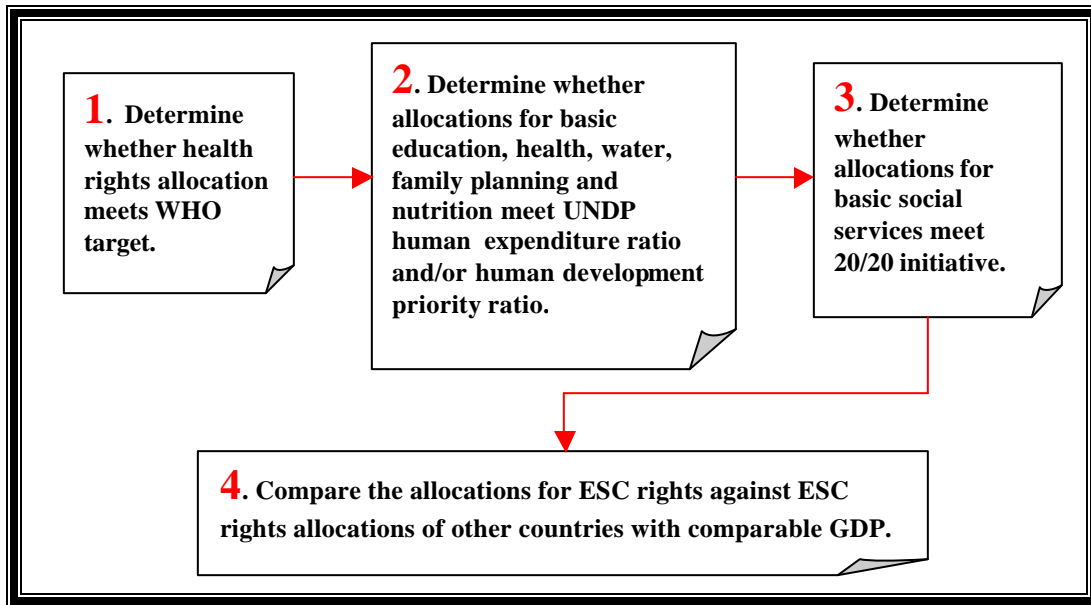 1. Determine
whether health
rights allocation
meets WHO
target.
2. Determine whether
allocations for basic
education, health, water,
family planning and
nutrition meet UNDP
human expenditure ratio
and/or human development
priority ratio.
3. Determine
whether
allocations for
basic social
services meet
20/20 initiative.
4. Compare the allocations for ESC rights against ESC
rights allocations of other countries with comparable GDP.